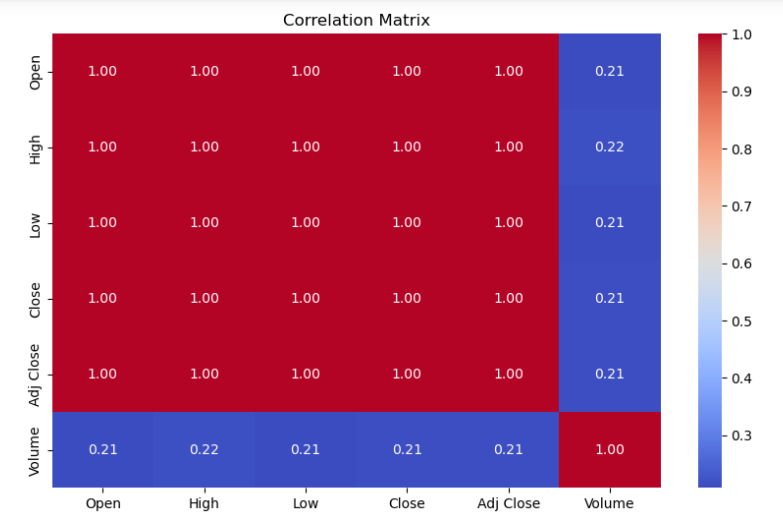 Correlation Matrix
Open 1.00 1.00 1.00 1.00 1.00 0.21
High 1.00 1.00 1.00 1.00 1.00 0.22
Low 1.00 1.00 1.00 1.00 1.00 0.21
Close 1.00 1.00 1.00 1.00 1.00 0.21
Adj Close 1.00 1.00 1.00 1.00 1.00 0.21
Volume 0.21 0.22 0.21 0.21 0.21 1.00
Open High Low Close Adj Close Volume
1.0
0.9
0.8
0.7
0.6
0.5
0.4
0.3